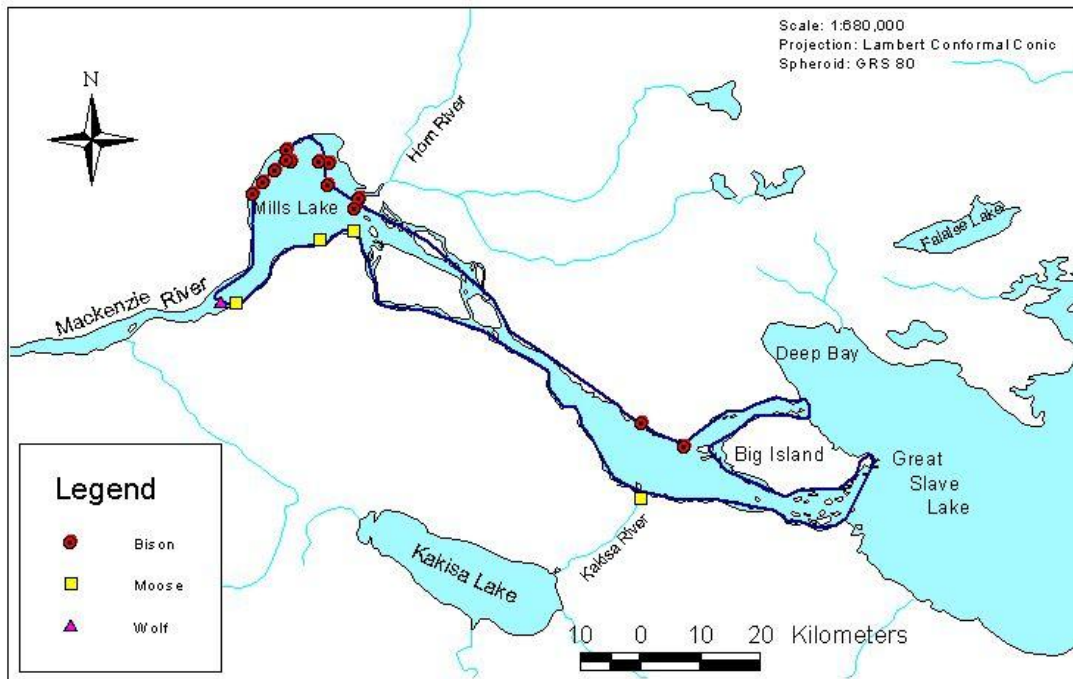 Scale: 1:680,000
Projection: Lambert Conformal Conic
Spheroid: GRS 80
N
Horn River
Mills Lake
Falaise Lake
Mackenzie River
Deep Bay
Big Island
Great
Slave
Lake
Legend
Bison
Moose
Wolf
Kakisa Lake
Kakisa River
10 0 10 20 Kilometers